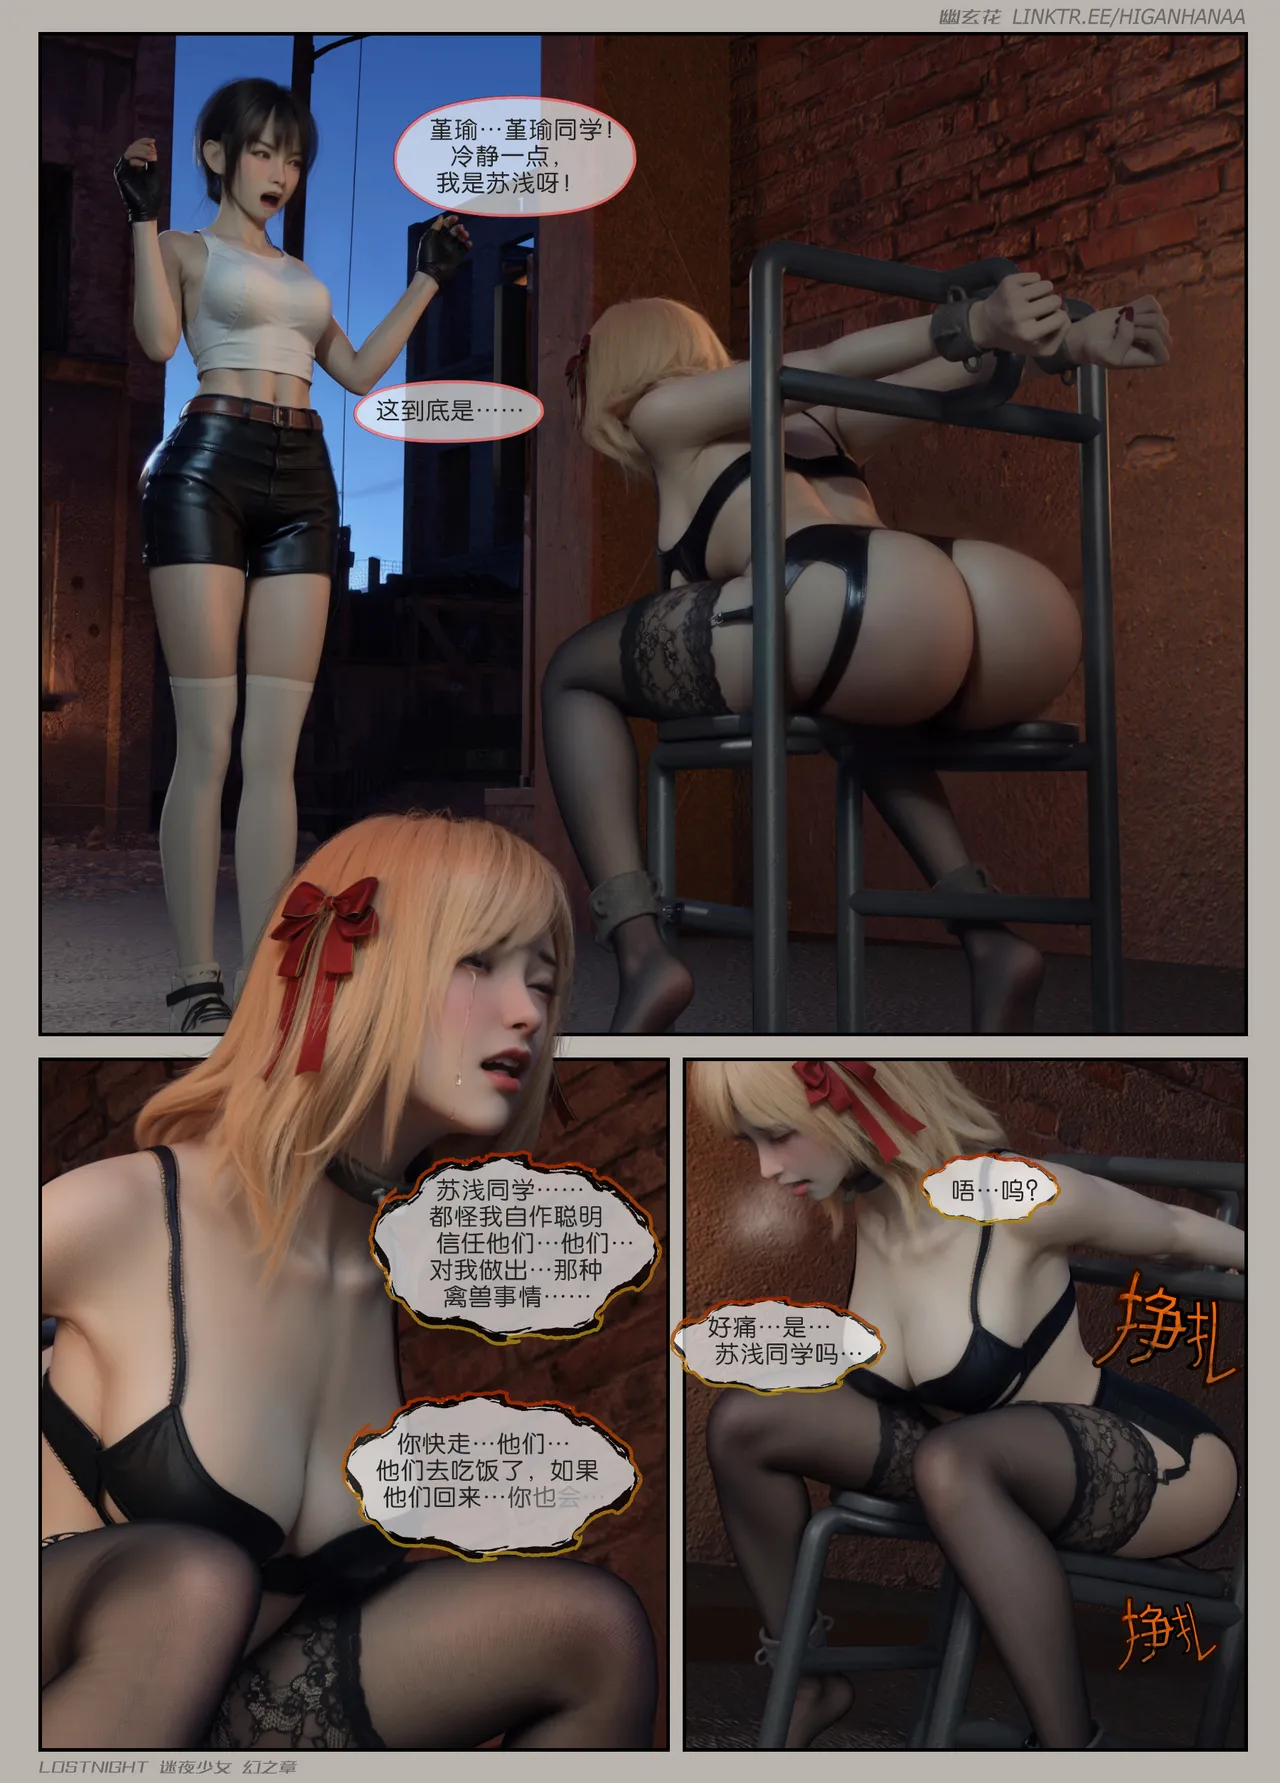 幽玄花 LINKTR.EE/HIGANHANAA
堇瑜…堇瑜同学!
冷静一点,
我是苏浅呀!
这到底是……
苏浅同学……
都怪我自作聪明
信任他们…他们…
对我做出…那种
禽兽事情……
你快走…他们…
他们去吃饭了，如果
他们回来…你也会…
唔…呜?
好痛…是…
苏浅同学吗…
挣扎
挣扎
LOSTNIGHT 迷夜少女 幻之章